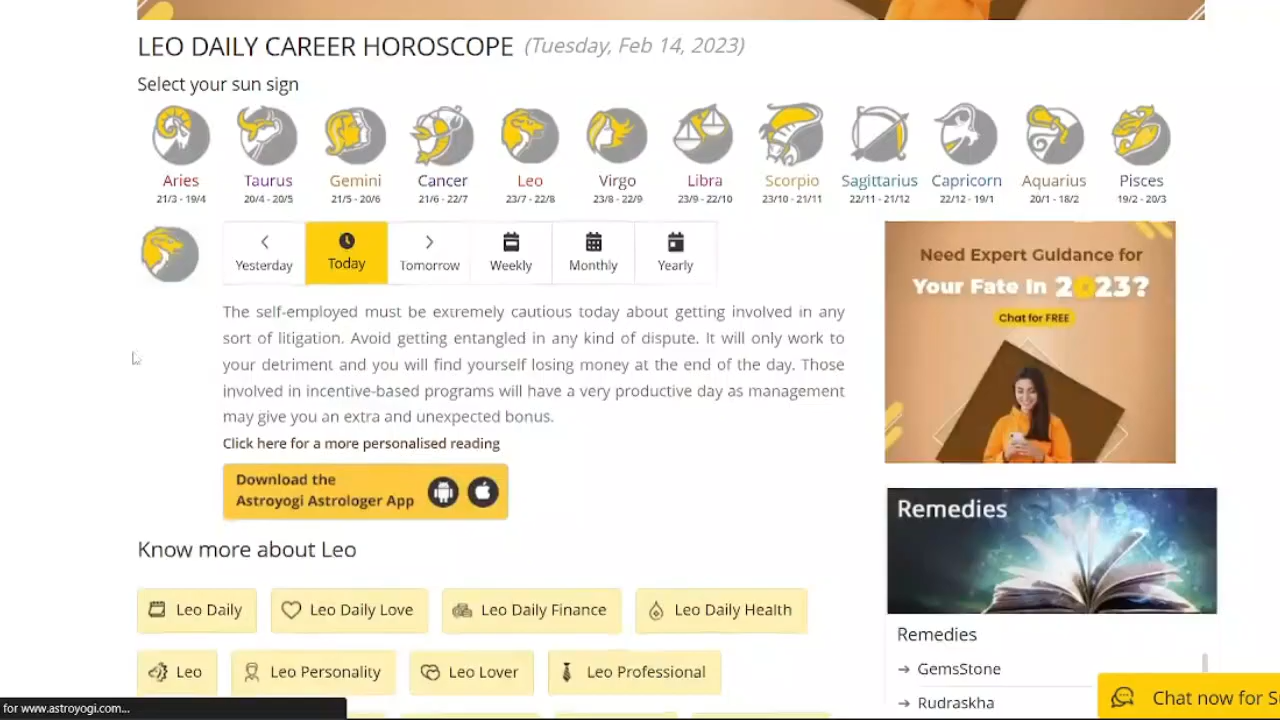 LEO DAILY CAREER HOROSCOPE (Tuesday, Feb 14, 2023)
Select your sun sign
Aries Taurus Gemini Cancer Leo Virgo Libra Scorpio Sagittarius Capricorn Aquarius Pisces
21/3 - 19/4 20/4 - 20/5 21/5 - 20/6 21/6 - 22/7 23/7 - 22/8 23/8 - 22/9 23/9 - 22/10 23/10 - 21/11 22/11 - 21/12 22/12 - 19/1 20/1 - 18/2 19/2 - 20/3
Yesterday Today Tomorrow Weekly Monthly Yearly
The self-employed must be extremely cautious today about getting involved in any
sort of litigation. Avoid getting entangled in any kind of dispute. It will only work to
your detriment and you will find yourself losing money at the end of the day. Those
involved in incentive-based programs will have a very productive day as management
may give you an extra and unexpected bonus.
Click here for a more personalised reading
Download the
Astroyogi Astrologer App
Need Expert Guidance for
Your Fate In 2023?
Chat for FREE
Know more about Leo
Leo Daily Leo Daily Love Leo Daily Finance Leo Daily Health
Leo Leo Personality Leo Lover Leo Professional
Remedies
Remedies
GemsStone
Rudraskha
Chat now for
for www.astroyogi.com...